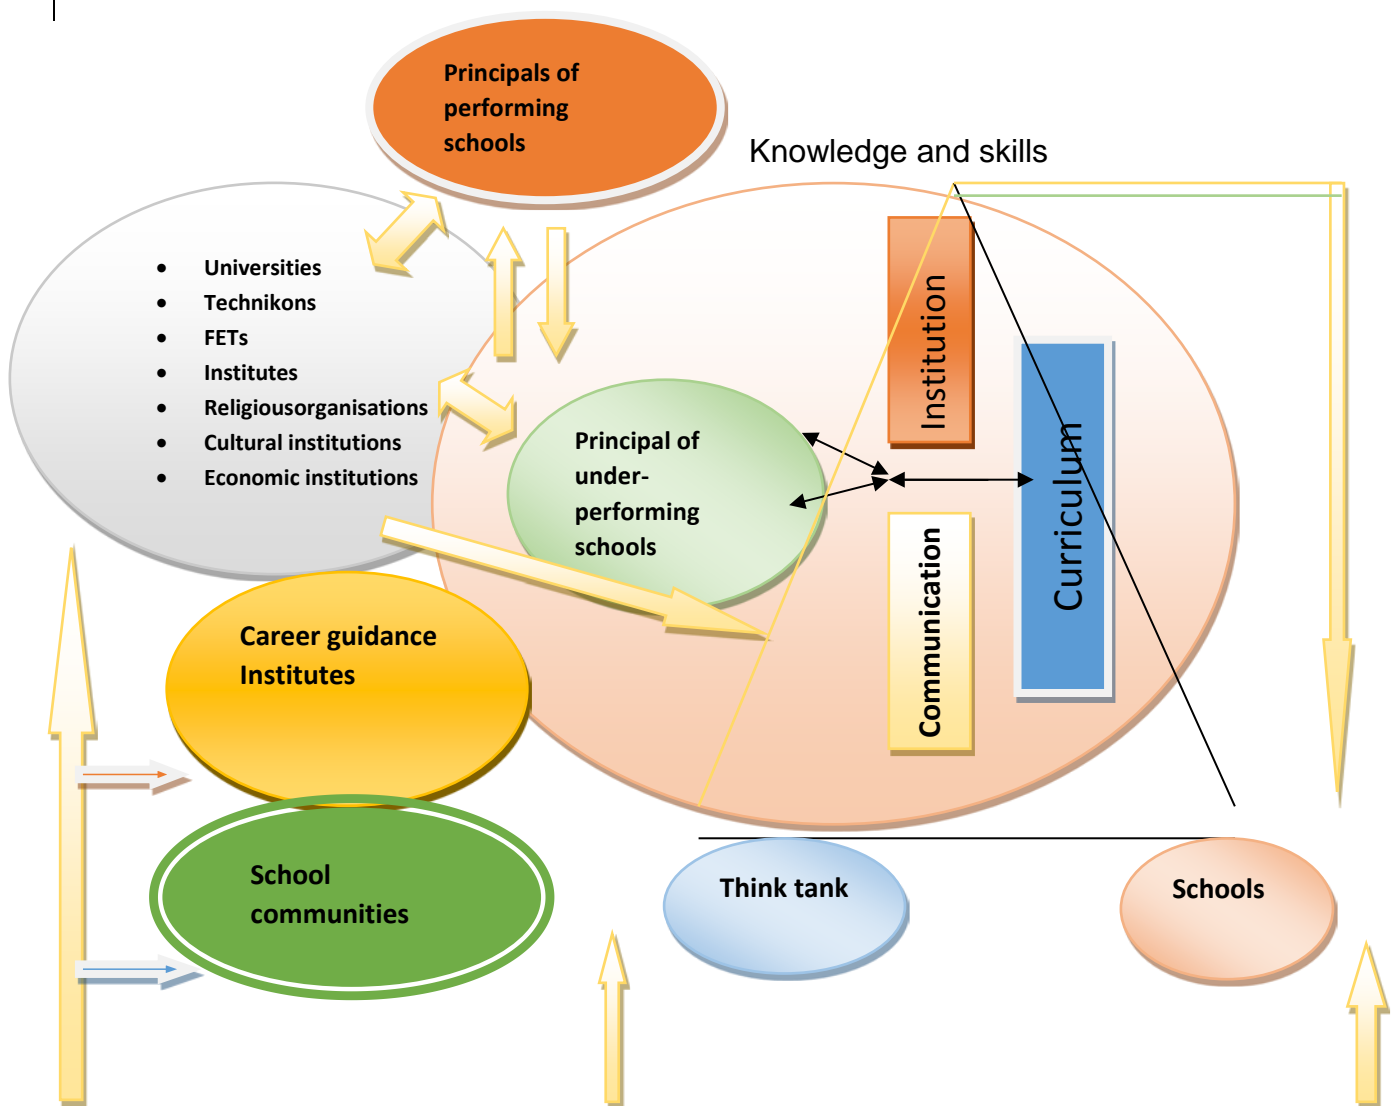 Principals of
performing
schools
Knowledge and skills
• Universities
• Technikons
• FETs
• Institutes
• Religiousorganisations
• Cultural institutions
• Economic institutions
Institution
Curriculum
Principal of
under-
performing
schools
Communication
Career guidance
Institutes
School
communities
Think tank
Schools